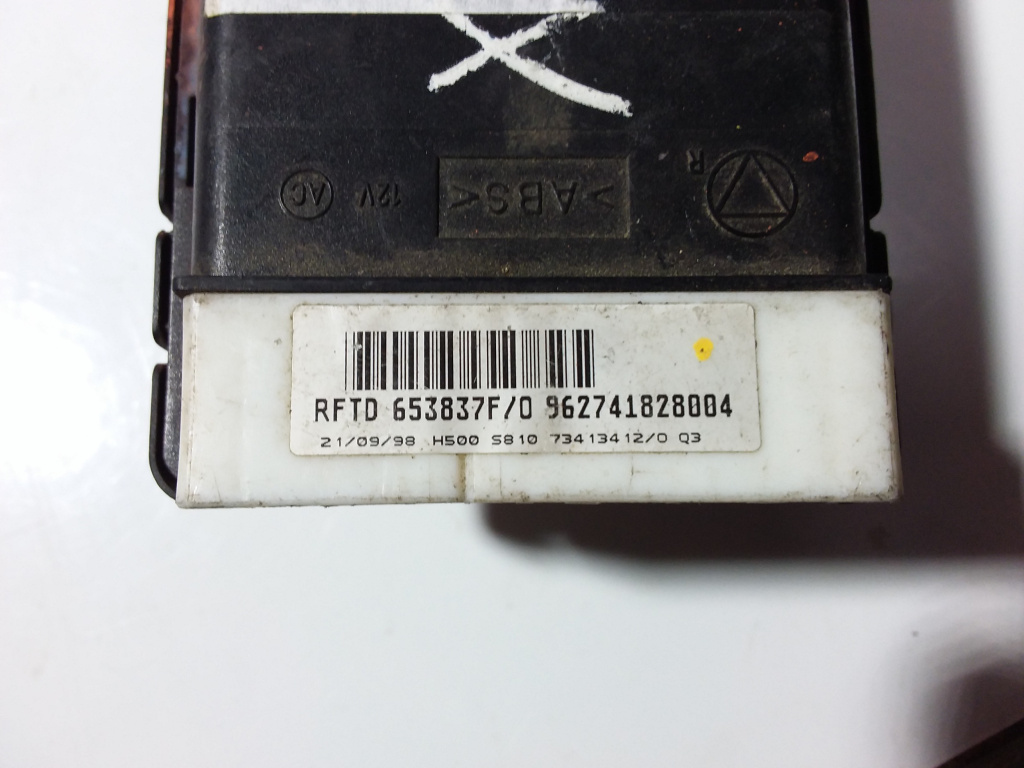 X
R
AC 12V >ABS<
RFTD 653837F/0 962741828004
21/09/98 H500 S810 73413412/0 Q3